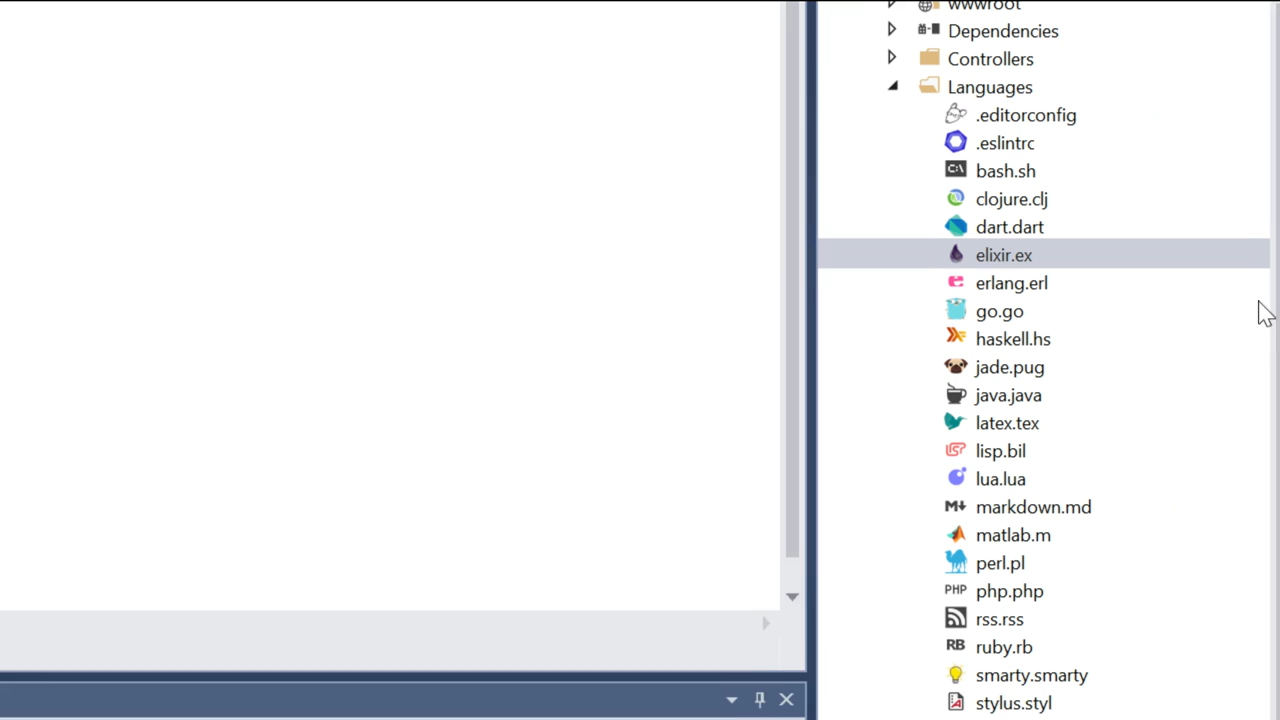 wwwroot
Dependencies
Controllers
Languages
.editorconfig
.eslintrc
C:\ bash.sh
clojure.clj
dart.dart
elixir.ex
erlang.erl
go.go
haskell.hs
jade.pug
java.java
latex.tex
lisp.bil
lua.lua
M markdown.md
matlab.m
perl.pl
PHP php.php
rss.rss
RB ruby.rb
smarty.smarty
stylus.styl